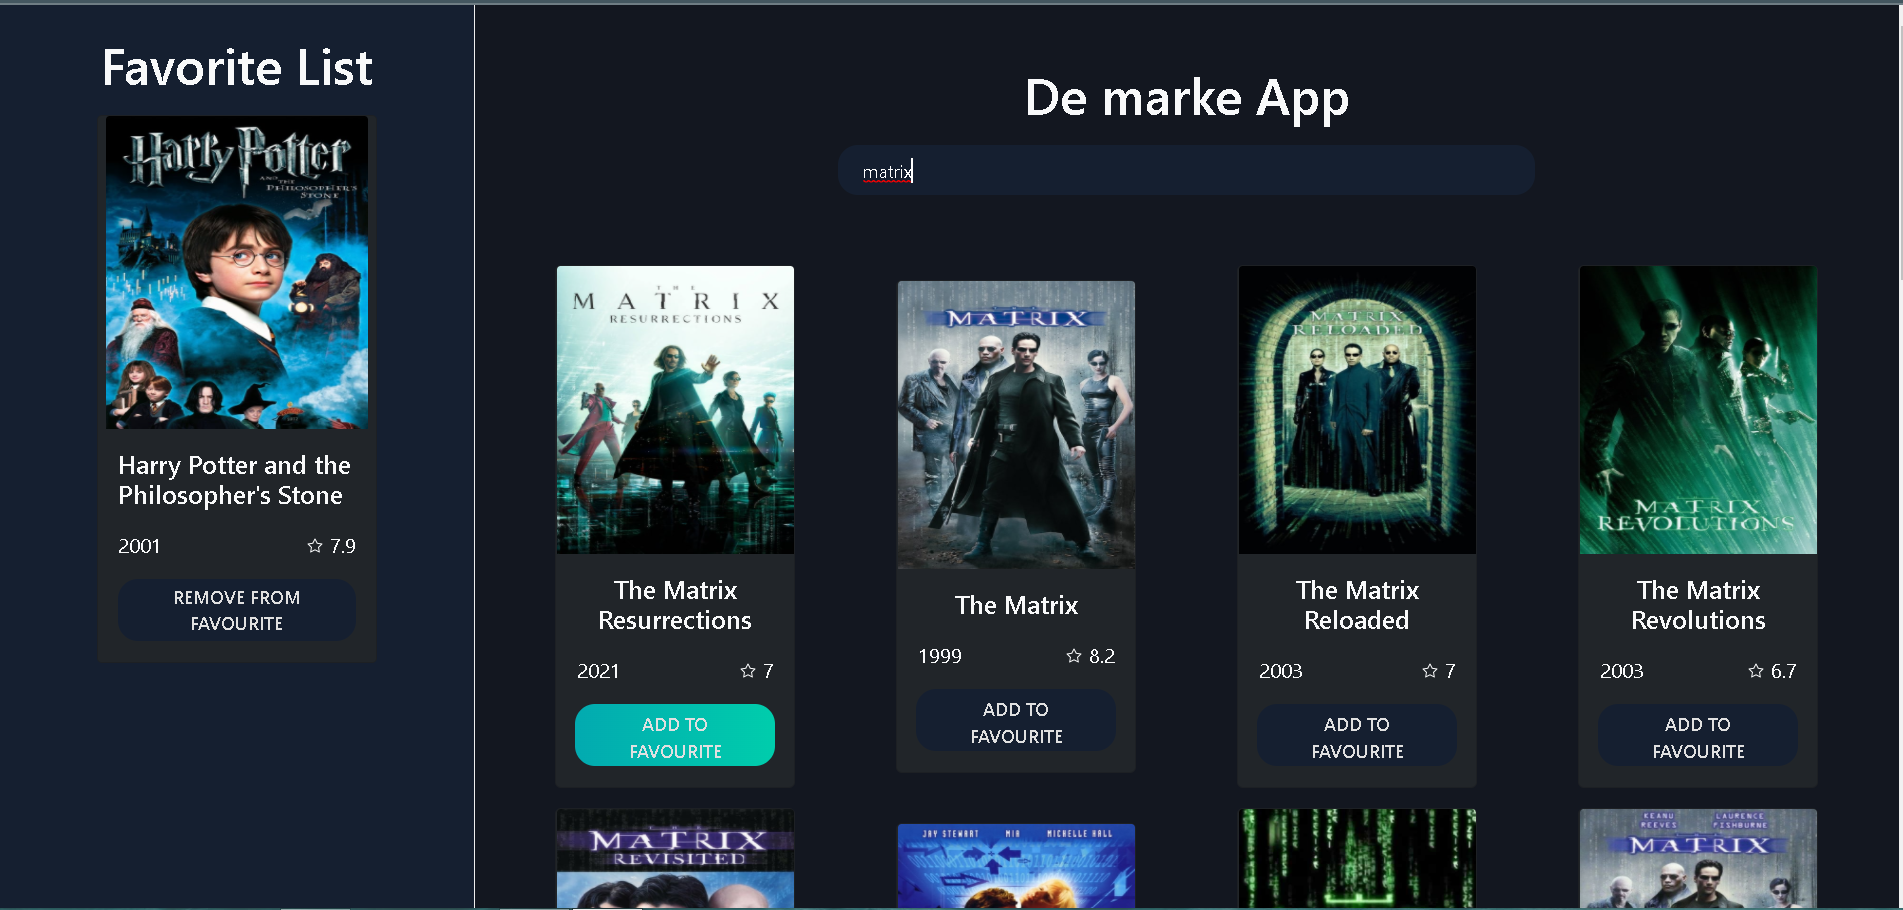 Favorite List
Harry Potter
AND THE
PHILOSOPHER'S
STONE
Harry Potter and the
Philosopher's Stone
2001
7.9
REMOVE FROM
FAVOURITE
De marke App
matrix
THE
MATRIX
RESURRECTIONS
The Matrix
Resurrections
2021
7
ADD TO
FAVOURITE
MATRIX
The Matrix
1999
8.2
ADD TO
FAVOURITE
MATRIX
RELOADED
The Matrix
Reloaded
2003
7
ADD TO
FAVOURITE
MATRIX
REVOLUTIONS
The Matrix
Revolutions
2003
6.7
ADD TO
FAVOURITE
MATRIX
REVISITED
JAY STEWART MIA MICHELLE HALL
KEANU
REEVES
LAURENCE
FISHBURNE
MATRIX